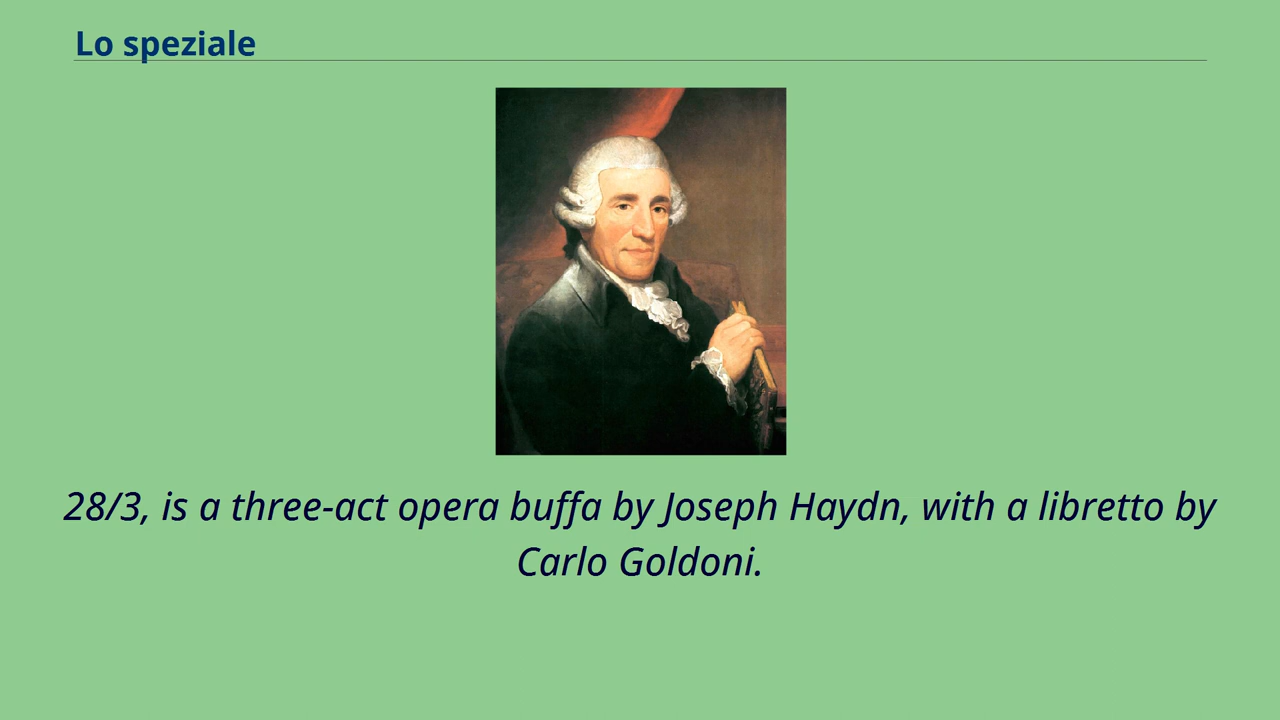 Lo speziale
28/3, is a three-act opera buffa by Joseph Haydn, with a libretto by
Carlo Goldoni.